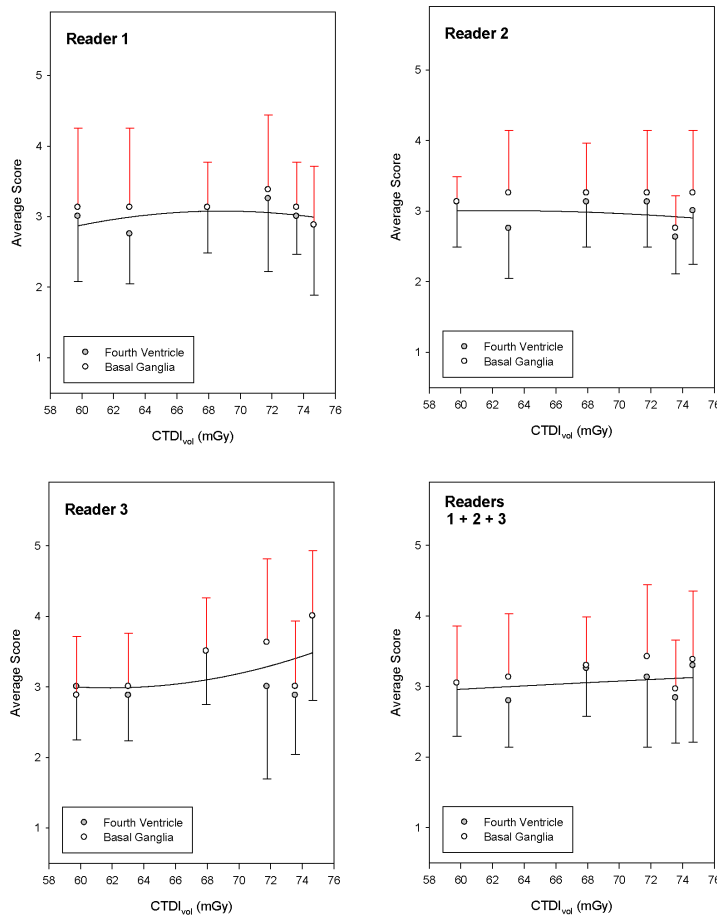 Reader 1
5
4
3
2
1
Average Score
Fourth Ventricle
Basal Ganglia
58 60 62 64 66 68 70 72 74 76
CTDIvol (mGy)
Reader 2
5
4
3
2
1
Average Score
Fourth Ventricle
Basal Ganglia
58 60 62 64 66 68 70 72 74 76
CTDIvol (mGy)
Reader 3
5
4
3
2
1
Average Score
Fourth Ventricle
Basal Ganglia
58 60 62 64 66 68 70 72 74 76
CTDIvol (mGy)
Readers
1 + 2 + 3
5
4
3
2
1
Average Score
Fourth Ventricle
Basal Ganglia
58 60 62 64 66 68 70 72 74 76
CTDIvol (mGy)